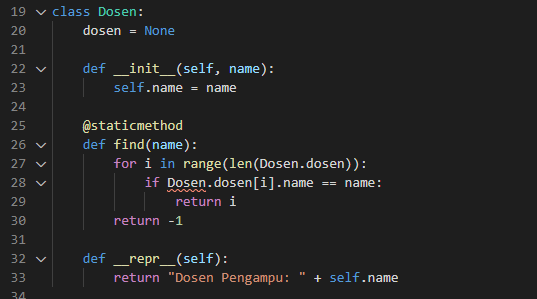 19 class Dosen:
20     dosen = None
21
22     def __init__(self, name):
23         self.name = name
24
25     @staticmethod
26     def find(name):
27         for i in range(len(Dosen.dosen)):
28             if Dosen.dosen[i].name == name:
29                 return i
30         return -1
31
32     def __repr__(self):
33         return "Dosen Pengampu: " + self.name
34